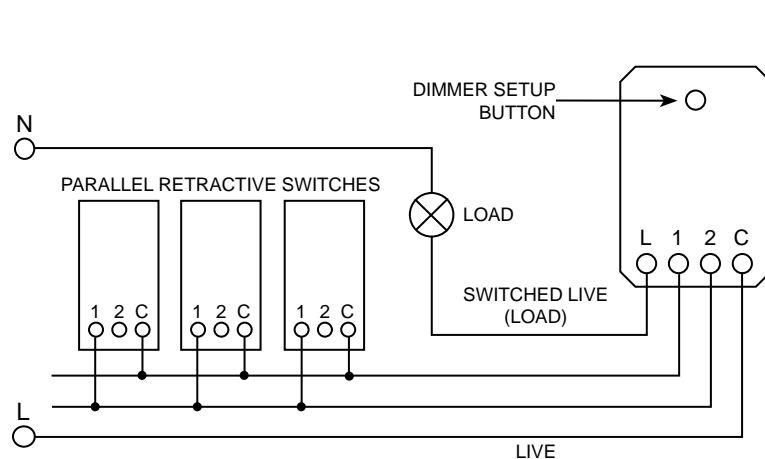 DIMMER SETUP
BUTTON
N
PARALLEL RETRACTIVE SWITCHES
LOAD
L 1 2 C
SWITCHED LIVE
(LOAD)
1 2 C
1 2 C
1 2 C
L
LIVE